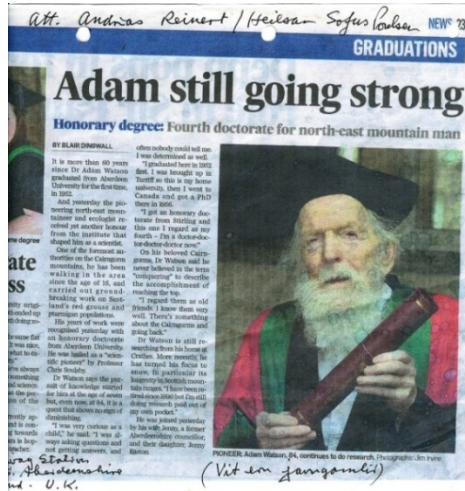 Att. Andrias Reinert / Heilsan Sofus Poulsen
NEWS 23
GRADUATIONS
Adam still going strong
Honorary degree: Fourth doctorate for north-east mountain man
BY BLAIR DINGWALL
It is more than 60 years
since Dr Adam Watson
graduated from Aberdeen
University for the first time,
in 1952.
And yesterday the pio-
neering north-east moun-
taineer and ecologist re-
ceived yet another honour
from the institute that
shaped him as a scientist.
One of the foremost au-
thorities on the Cairngorm
mountains, he has been
walking in the area
since the age of
and
carried out ground-
breaking work on Scot-
land's red grouse and
ptarmigan populations.
His years of work were
recognised yesterday with
an honorary doctorate
from Aberdeen University.
He was hailed as a "scien-
tific pioneer" by Professor
Chris Soulsby.
Dr Watson says the pur-
suit of knowledge started
for him at the age of seven
but, even now, at 84, it is a
quest that shows no sign of
diminishing.
"I was very curious as a
child," he said. "I was al-
ways asking questions and
not getting answers, and
often nobody could tell me.
I was determined as well.
"I graduated here in 1952
first. I was brought up in
Turriff so this is my home
university, then I went to
Canada and got a PhD
there in
"I got an honorary doc-
torate from Stirling and
this one I regard as my
fourth – I'm a doctor-doc-
tor-doctor-doctor now."
On his beloved Cairn-
gorms, Dr Watson said he
never believed in the term
"conquering" to describe
the accomplishment of
reaching the top.
"I regard them as old
friends. I know them very
well. There's something
about the Cairngorms and
going back."
Dr Watson is still re-
searching from his home at
Crathes. More recently, he
has turned his focus to
snow, in particular its
longevity in Scottish moun-
tain ranges. "I have been re-
tired since 1990 but I'm still
doing research paid out of
my own pocket."
He was joined yesterday
by his wife Jenny, a former
Aberdeenshire councillor,
and their daughter, Jenny
PIONEER: Adam Watson, 84, continues to do research. Photographs: Jim Irvine
Station
Aberdeenshire
U.K.
(Vit eru jamgomlir)